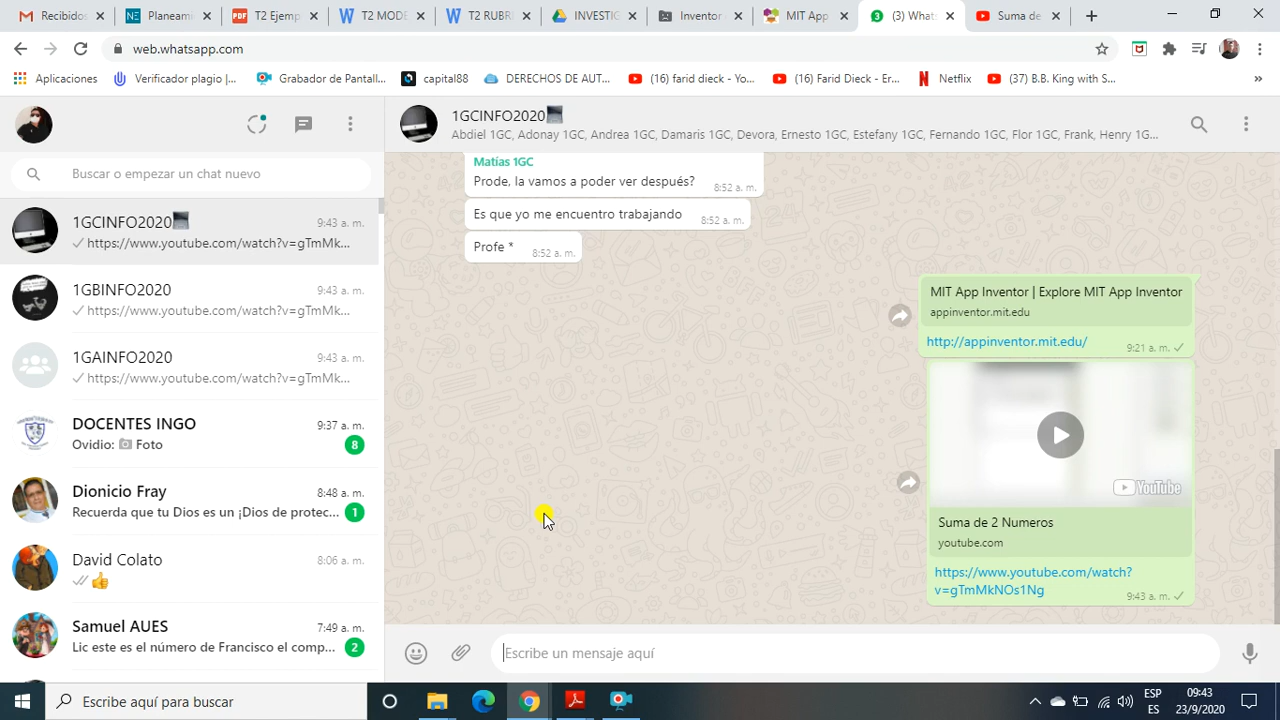 Recibidos
Planeami
T2 Ejemp
T2 MODE
T2 RUBRI
INVESTIG
Inventor
MIT App
(3) What
Suma de
web.whatsapp.com
Aplicaciones
Verificador plagio |...
Grabador de Pantall...
capital88
DERECHOS DE AUT...
(16) farid dieck - Yo...
(16) Farid Dieck - Er...
Netflix
(37) B.B. King with S...
»
1GCINFO2020
Abdiel 1GC, Adonay 1GC, Andrea 1GC, Damaris 1GC, Devora, Ernesto 1GC, Estefany 1GC, Fernando 1GC, Flor 1GC, Frank, Henry 1G...
Buscar o empezar un chat nuevo
1GCINFO2020
9:43 a. m.
https://www.youtube.com/watch?v=gTmMk...
1GBINFO2020
9:43 a. m.
https://www.youtube.com/watch?v=gTmMk...
1GAINFO2020
9:43 a. m.
https://www.youtube.com/watch?v=gTmMk...
DOCENTES INGO
9:37 a. m.
Ovidio: Foto
8
Dionicio Fray
8:48 a. m.
Recuerda que tu Dios es un ¡Dios de protec...
1
David Colato
8:06 a. m.
Samuel AUES
7:49 a. m.
Lic este es el número de Francisco el comp...
2
Matías 1GC
Prode, la vamos a poder ver después?
8:52 a. m.
Es que yo me encuentro trabajando
8:52 a. m.
Profe *
8:52 a. m.
MIT App Inventor | Explore MIT App Inventor
appinventor.mit.edu
http://appinventor.mit.edu/
9:21 a. m.
YouTube
Suma de 2 Numeros
youtube.com
https://www.youtube.com/watch?
v=gTmMkNOs1Ng
9:43 a. m.
Escribe un mensaje aquí
Escribe aquí para buscar
ESP
ES
09:43
23/9/2020